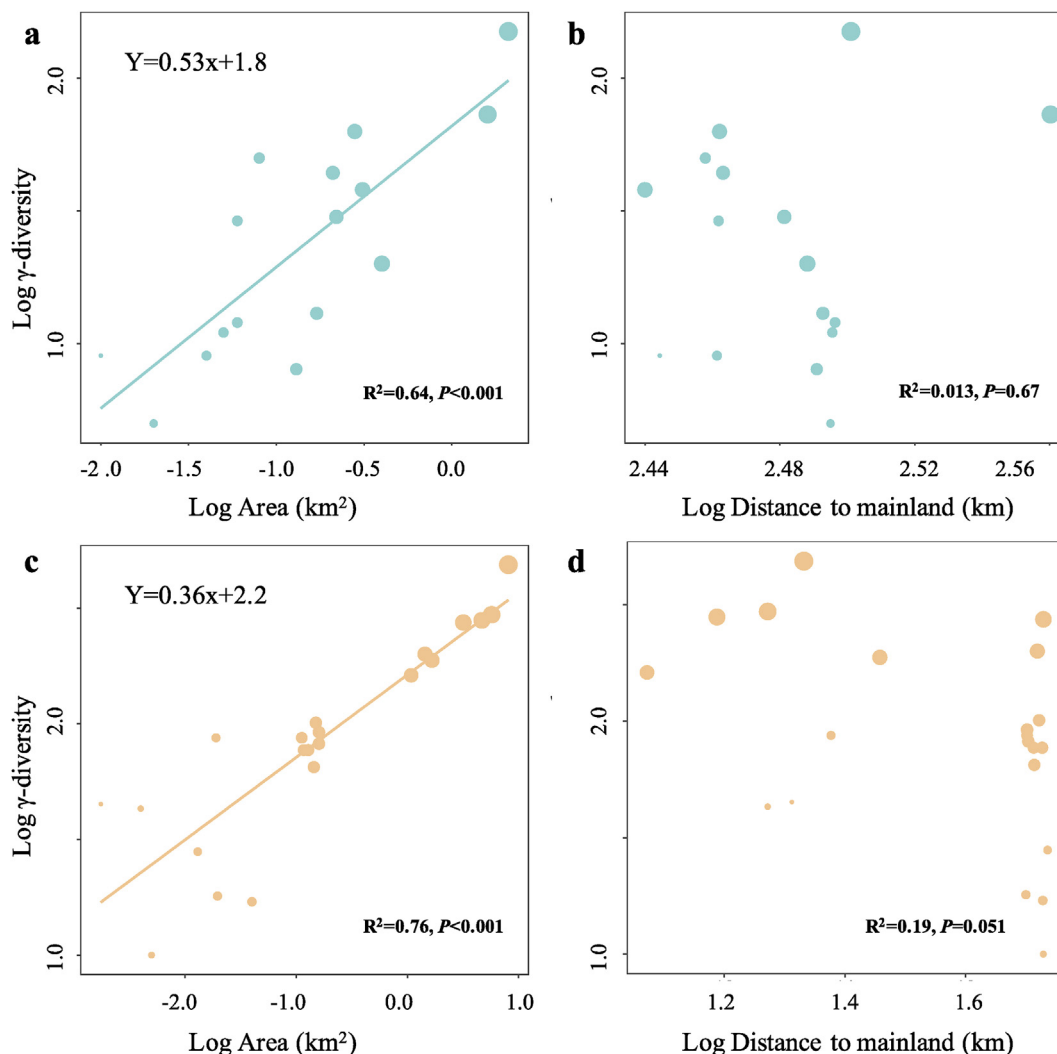 a
Y=0.53x+1.8
2.0
1.0
Log γ-diversity
R²=0.64, P<0.001
-2.0 -1.5 -1.0 -0.5 0.0
Log Area (km²)
b
R²=0.013, P=0.67
2.44 2.48 2.52 2.56
Log Distance to mainland (km)
c
Y=0.36x+2.2
2.0
1.0
Log γ-diversity
R²=0.76, P<0.001
-2.0 -1.0 0.0 1.0
Log Area (km²)
d
2.0
1.0
R²=0.19, P=0.051
1.2 1.4 1.6
Log Distance to mainland (km)